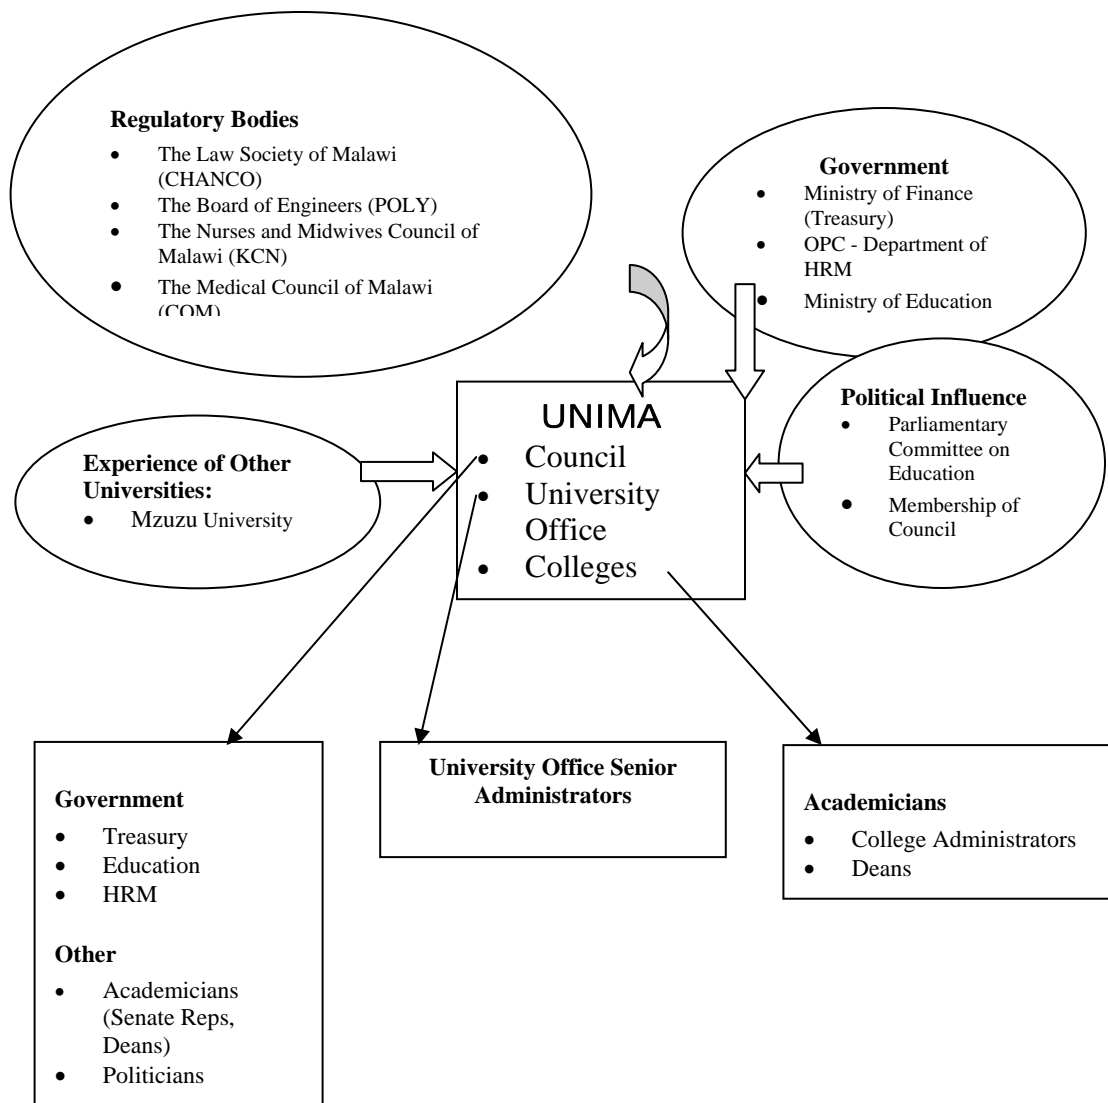 Regulatory Bodies
• The Law Society of Malawi
(CHANCO)
• The Board of Engineers (POLY)
• The Nurses and Midwives Council of
Malawi (KCN)
• The Medical Council of Malawi
(COM)
Government
• Ministry of Finance
(Treasury)
• OPC - Department of
HRM
• Ministry of Education
Political Influence
• Parliamentary
Committee on
Education
• Membership of
Council
Experience of Other
Universities:
• Mzuzu University
UNIMA
• Council
• University
Office
• Colleges
Government
• Treasury
• Education
• HRM
Other
• Academicians
(Senate Reps,
Deans)
• Politicians
University Office Senior
Administrators
Academicians
• College Administrators
• Deans